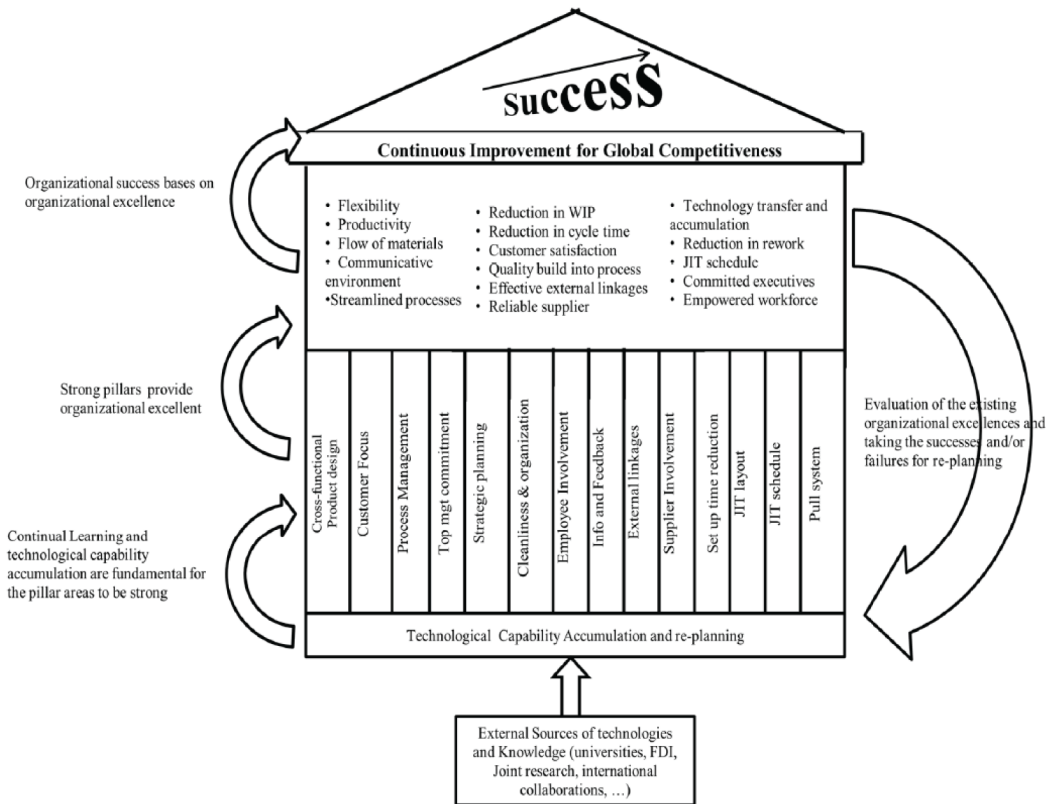 success
Continuous Improvement for Global Competitiveness
Organizational success bases on
organizational excellence
• Flexibility
• Productivity
• Flow of materials
• Communicative
environment
•Streamlined processes
• Reduction in WIP
• Reduction in cycle time
• Customer satisfaction
• Quality build into process
• Effective external linkages
• Reliable supplier
• Technology transfer and
accumulation
• Reduction in rework
• JIT schedule
• Committed executives
• Empowered workforce
Strong pillars provide
organizational excellent
Evaluation of the existing
organizational excellences and
taking the successes and/or
failures for re-planning
Continual Learning and
technological capability
accumulation are fundamental for
the pillar areas to be strong
Cross-functional
Product design
Customer Focus
Process Management
Top mgt commitment
Strategic planning
Cleanliness & organization
Employee Involvement
Info and Feedback
External linkages
Supplier Involvement
Set up time reduction
JIT layout
JIT schedule
Pull system
Technological Capability Accumulation and re-planning
External Sources of technologies
and Knowledge (universities, FDI,
Joint research, international
collaborations, ...)